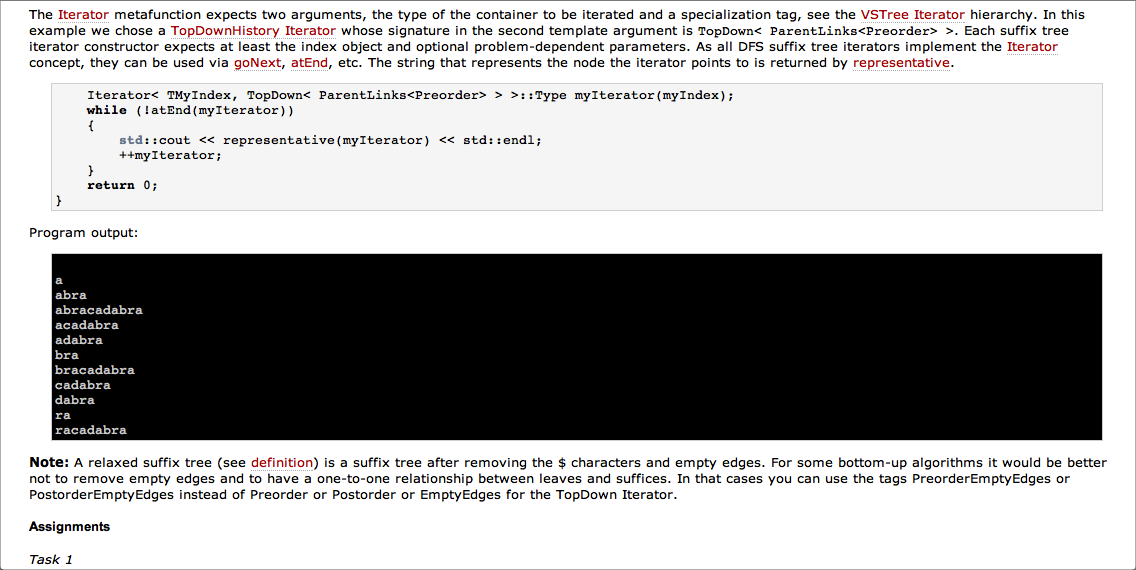 The Iterator metafunction expects two arguments, the type of the container to be iterated and a specialization tag, see the VSTree Iterator hierarchy. In this
example we chose a TopDownHistory Iterator whose signature in the second template argument is TopDown< ParentLinks<Preorder> >. Each suffix tree
iterator constructor expects at least the index object and optional problem-dependent parameters. As all DFS suffix tree iterators implement the Iterator
concept, they can be used via goNext, atEnd, etc. The string that represents the node the iterator points to is returned by representative.
Iterator< TMyIndex, TopDown< ParentLinks<Preorder> > >::Type myIterator(myIndex);
while (!atEnd(myIterator))
{
std::cout << representative(myIterator) << std::endl;
++myIterator;
}
return 0;
}
Program output:
a
abra
abracadabra
acadabra
adabra
bra
bracadabra
cadabra
dabra
ra
racadabra
Note: A relaxed suffix tree (see definition) is a suffix tree after removing the $ characters and empty edges. For some bottom-up algorithms it would be better
not to remove empty edges and to have a one-to-one relationship between leaves and suffices. In that cases you can use the tags PreorderEmptyEdges or
PostorderEmptyEdges instead of Preorder or Postorder or EmptyEdges for the TopDown Iterator.
Assignments
Task 1